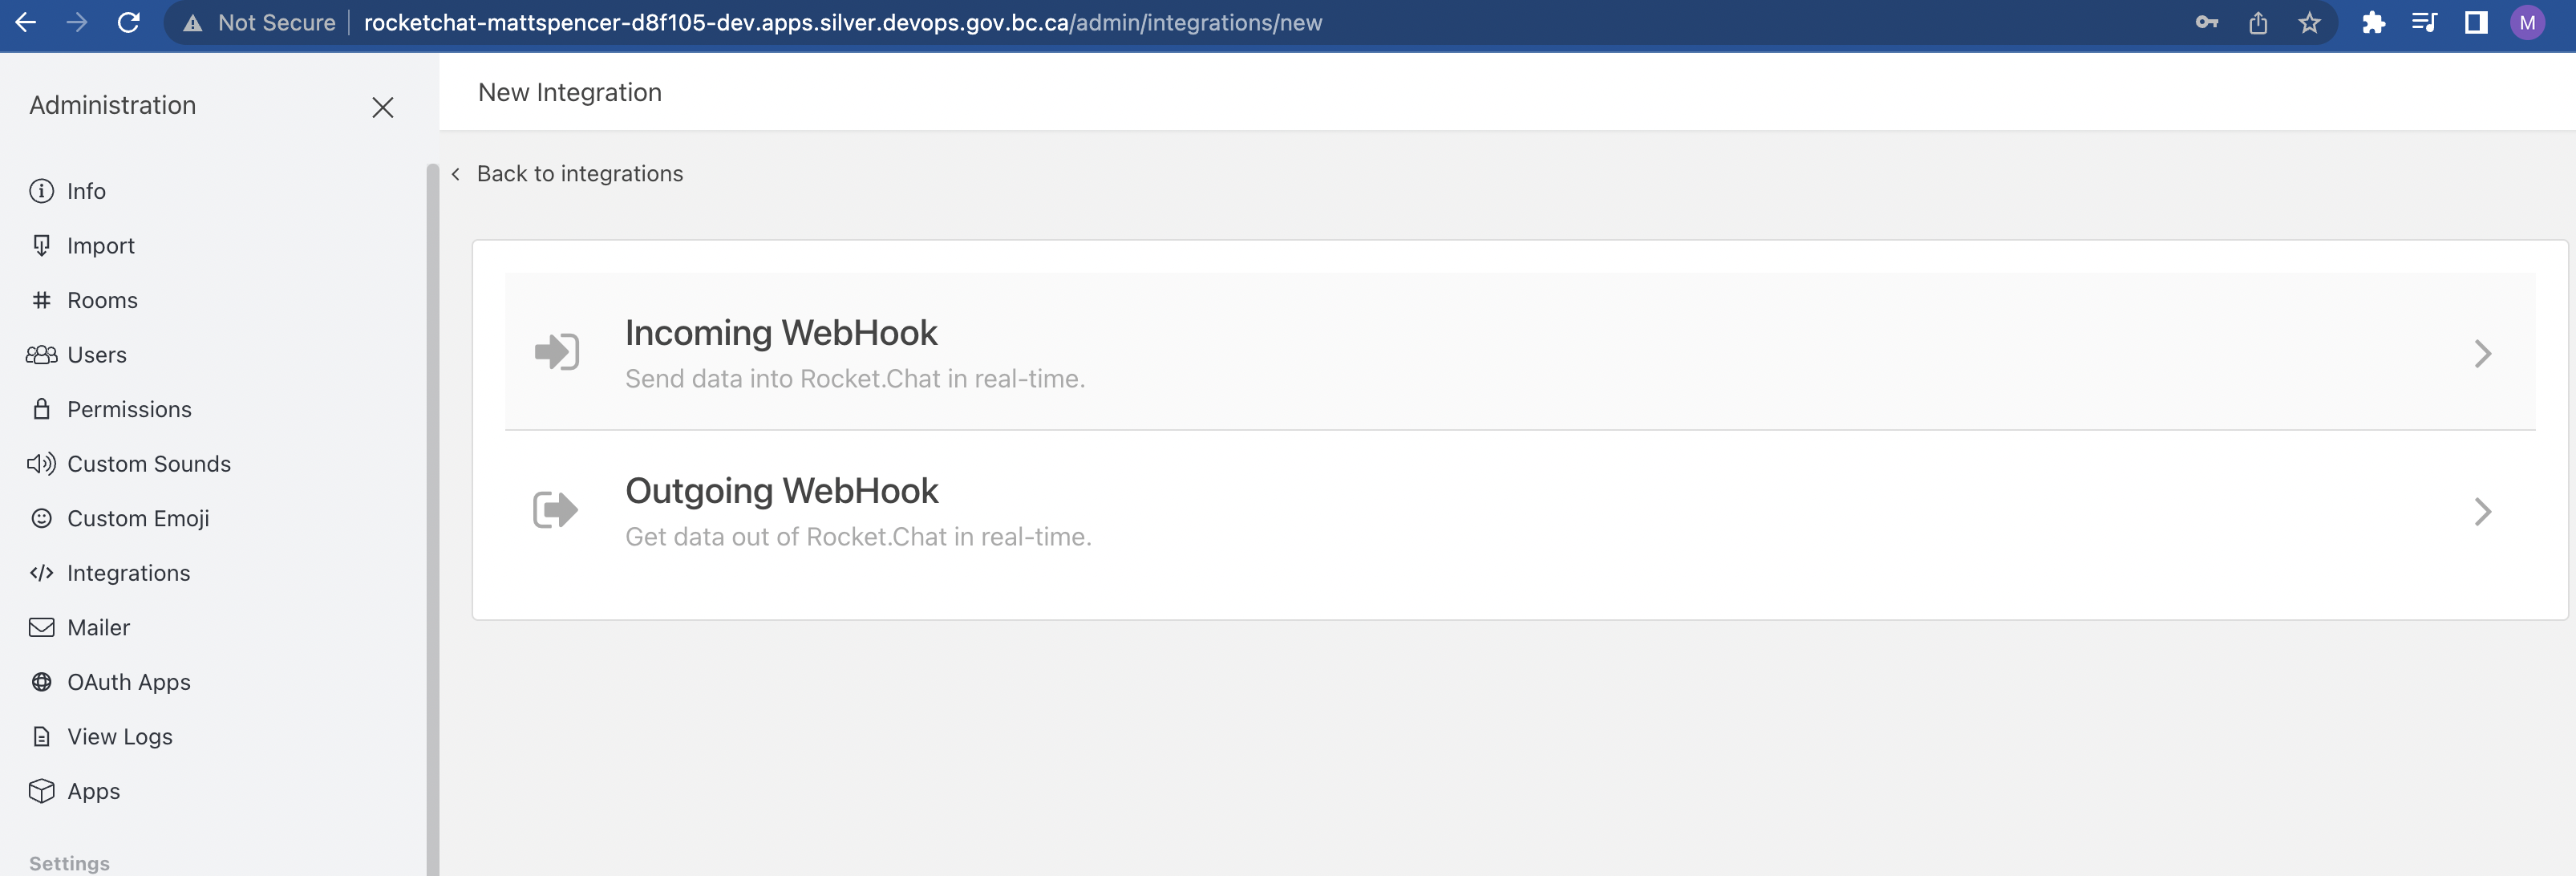 Not Secure
rocketchat-mattspencer-d8f105-dev.apps.silver.devops.gov.bc.ca/admin/integrations/new
M
Administration
Info
Import
Rooms
Users
Permissions
Custom Sounds
Custom Emoji
Integrations
Mailer
OAuth Apps
View Logs
Apps
Settings
New Integration
Back to integrations
Incoming WebHook
Send data into Rocket.Chat in real-time.
Outgoing WebHook
Get data out of Rocket.Chat in real-time.